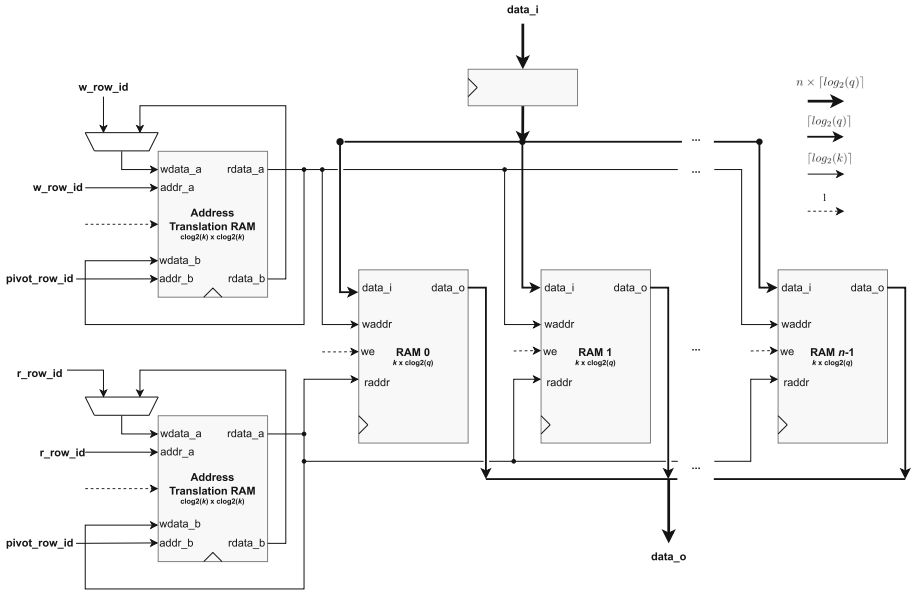 data_i
w_row_id
wdata_a
rdata_a
w_row_id
addr_a
Address
Translation RAM
clog2(k) x clog2(k)
wdata_b
pivot_row_id
addr_b
rdata_b
n × ⌈log₂(q)⌉
⌈log₂(q)⌉
⌈log₂(k)⌉
1
...
...
data_i
data_o
waddr
we
RAM 0
k x clog2(q)
raddr
data_i
data_o
waddr
we
RAM 1
k x clog2(q)
raddr
...
data_i
data_o
waddr
we
RAM n-1
k x clog2(q)
raddr
r_row_id
wdata_a
rdata_a
r_row_id
addr_a
Address
Translation RAM
clog2(k) x clog2(k)
wdata_b
pivot_row_id
addr_b
rdata_b
...
data_o